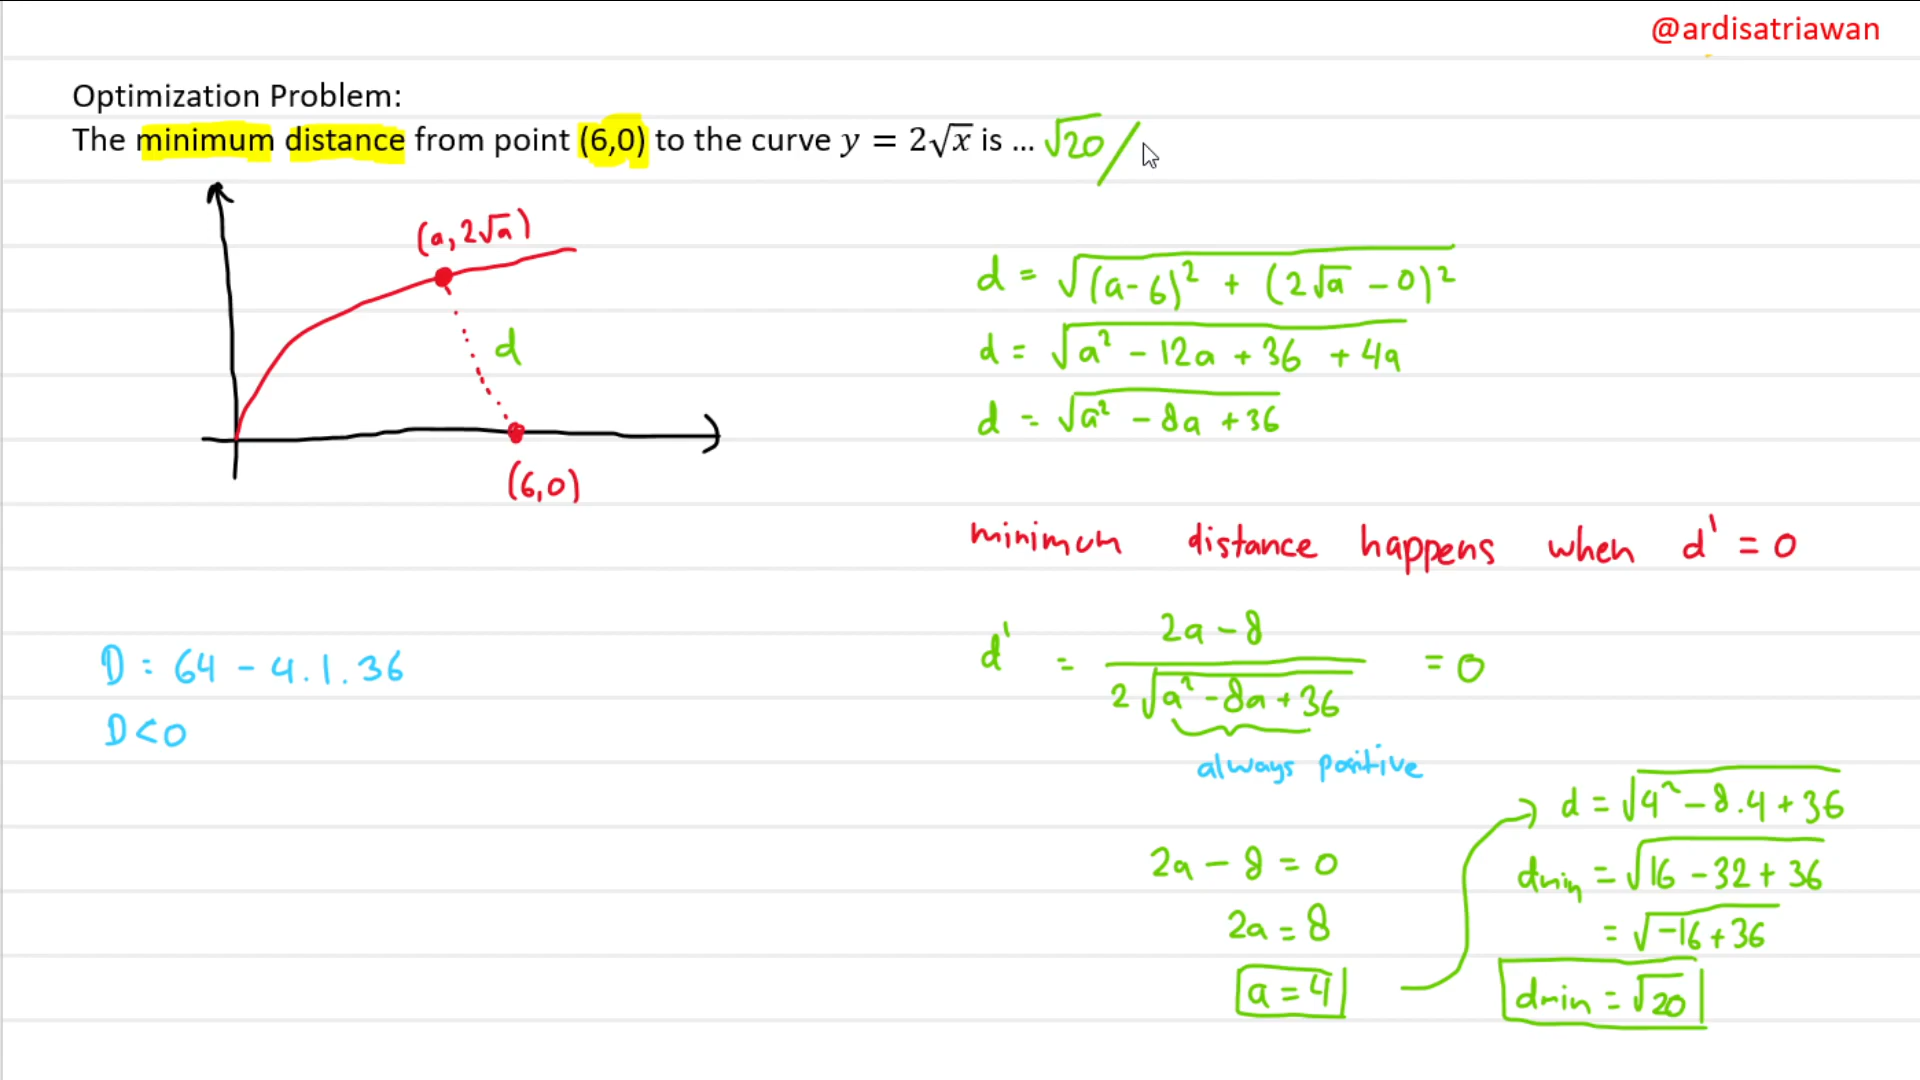 @ardisatriawan
Optimization Problem:
The minimum distance from point (6,0) to the curve y = 2√x is ... √20 /
(a, 2√a)
d
(6,0)
d = √((a-6)² + (2√a - 0)²)
d = √(a² - 12a + 36 + 4a)
d = √(a² - 8a + 36)
minimum distance happens when d' = 0
d' = (2a - 8) / (2√(a² - 8a + 36)) = 0
always positive
D = 64 - 4.1.36
D < 0
2a - 8 = 0
2a = 8
a = 4
d = √(4² - 8.4 + 36)
dmin = √(16 - 32 + 36)
= √(-16 + 36)
dmin = √20